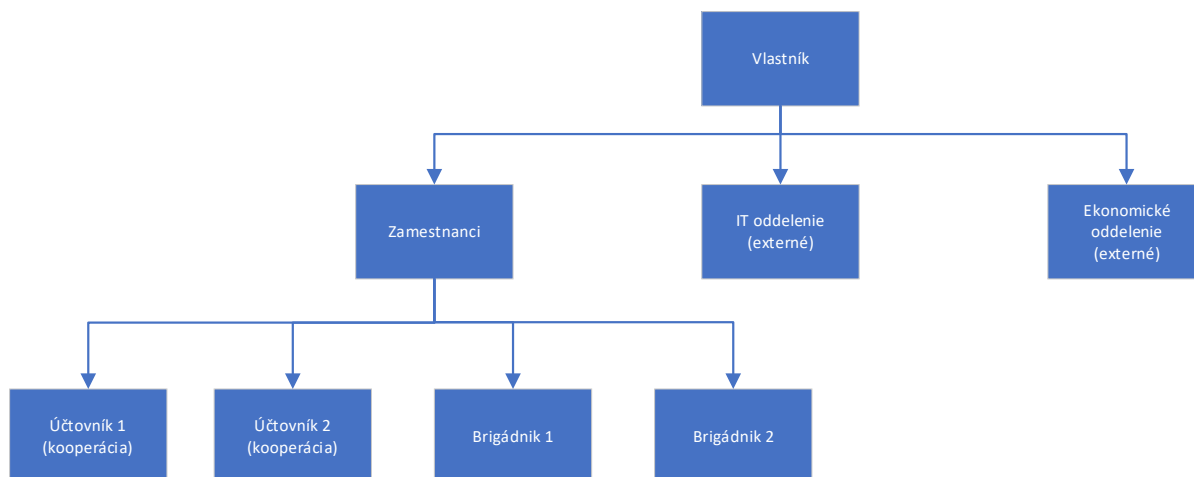 Vlastník
Zamestnanci
IT oddelenie
(externé)
Ekonomické
oddelenie
(externé)
Účtovník 1
(kooperácia)
Účtovník 2
(kooperácia)
Brigádnik 1
Brigádnik 2